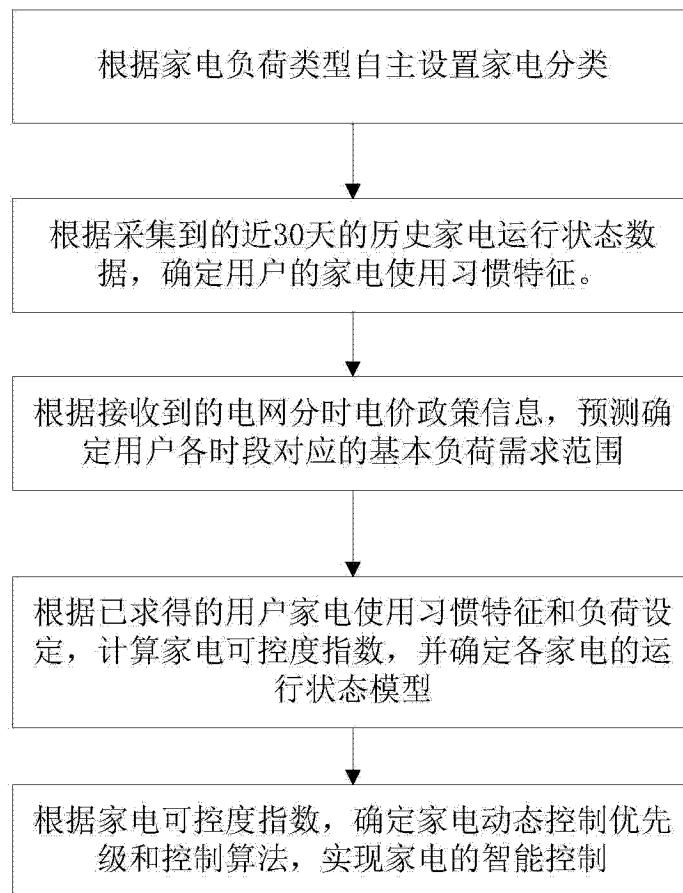 根据家电负荷类型自主设置家电分类
根据采集到的近30天的历史家电运行状态数
据，确定用户的家电使用习惯特征。
根据接收到的电网分时电价政策信息，预测确
定用户各时段对应的基本负荷需求范围
根据已求得的用户家电使用习惯特征和负荷设
定，计算家电可控度指数，并确定各家电的运
行状态模型
根据家电可控度指数，确定家电动态控制优先
级和控制算法，实现家电的智能控制